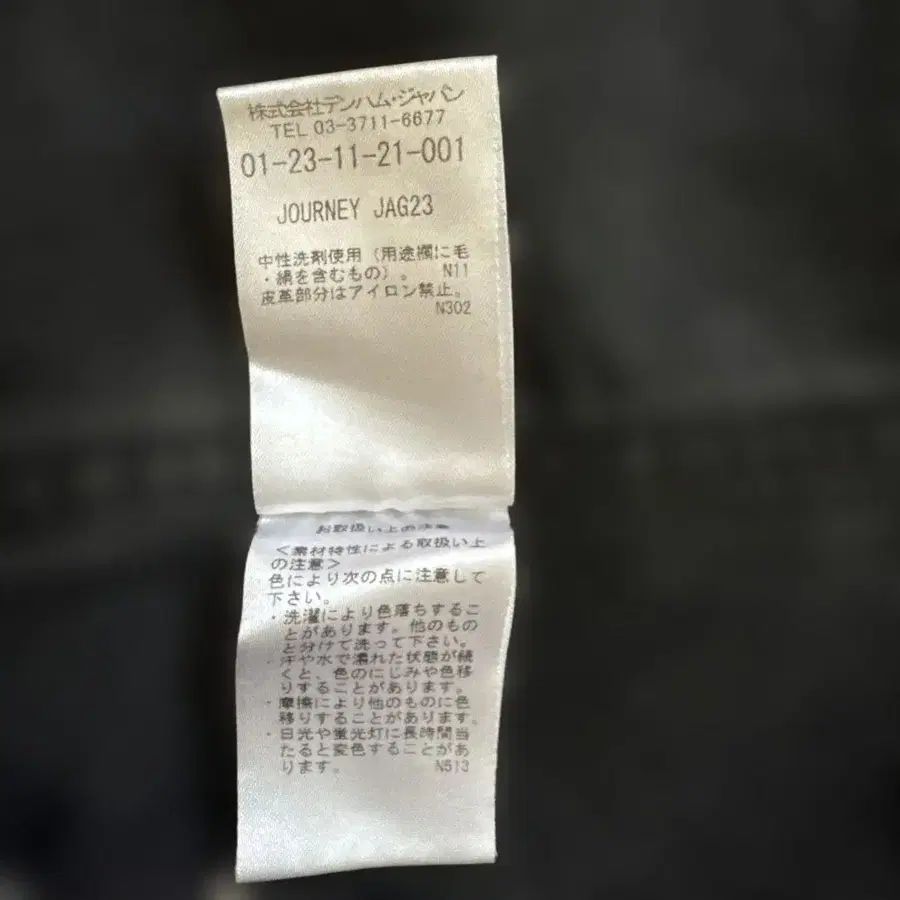 株式会社デンハム・ジャパン
TEL 03-3711-6677
01-23-11-21-001
JOURNEY JAG23
中性洗剤使用（用途欄に毛
・絹を含むもの）。 N11
皮革部分はアイロン禁止。
N302
お取扱い上の注意
＜素材特性による取扱い上
の注意＞
色により次の点に注意して
下さい。
・洗濯により色落ちするこ
とがあります。他のもの
と分けて洗って下さい。
・汗や水で濡れた状態が続
くと、色のにじみや色移
りすることがあります。
・摩擦により他のものに色
移りすることがあります。
・日光や蛍光灯に長時間当
たると変色することがあ
ります。 N513